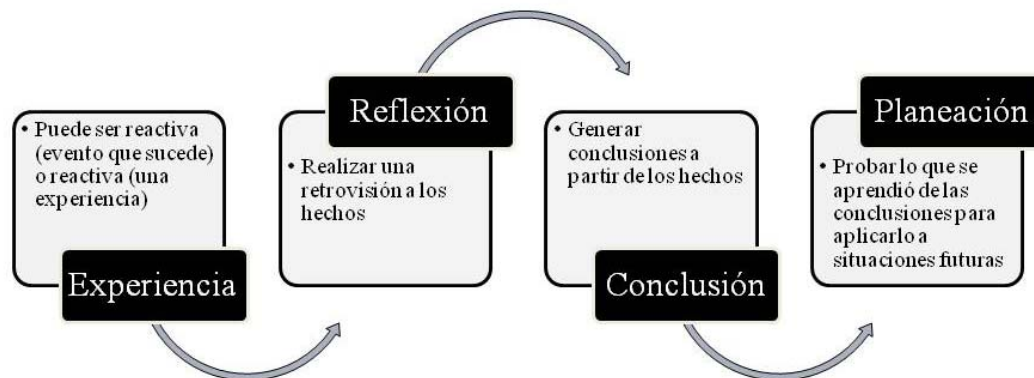 • Puede ser reactiva
(evento que sucede)
o reactiva (una
experiencia)
Experiencia
Reflexión
• Realizar una
retrovisión a los
hechos
• Generar
conclusiones a
partir de los hechos
Conclusión
Planeación
• Probar lo que se
aprendió de las
conclusiones para
aplicarlo a
situaciones futuras